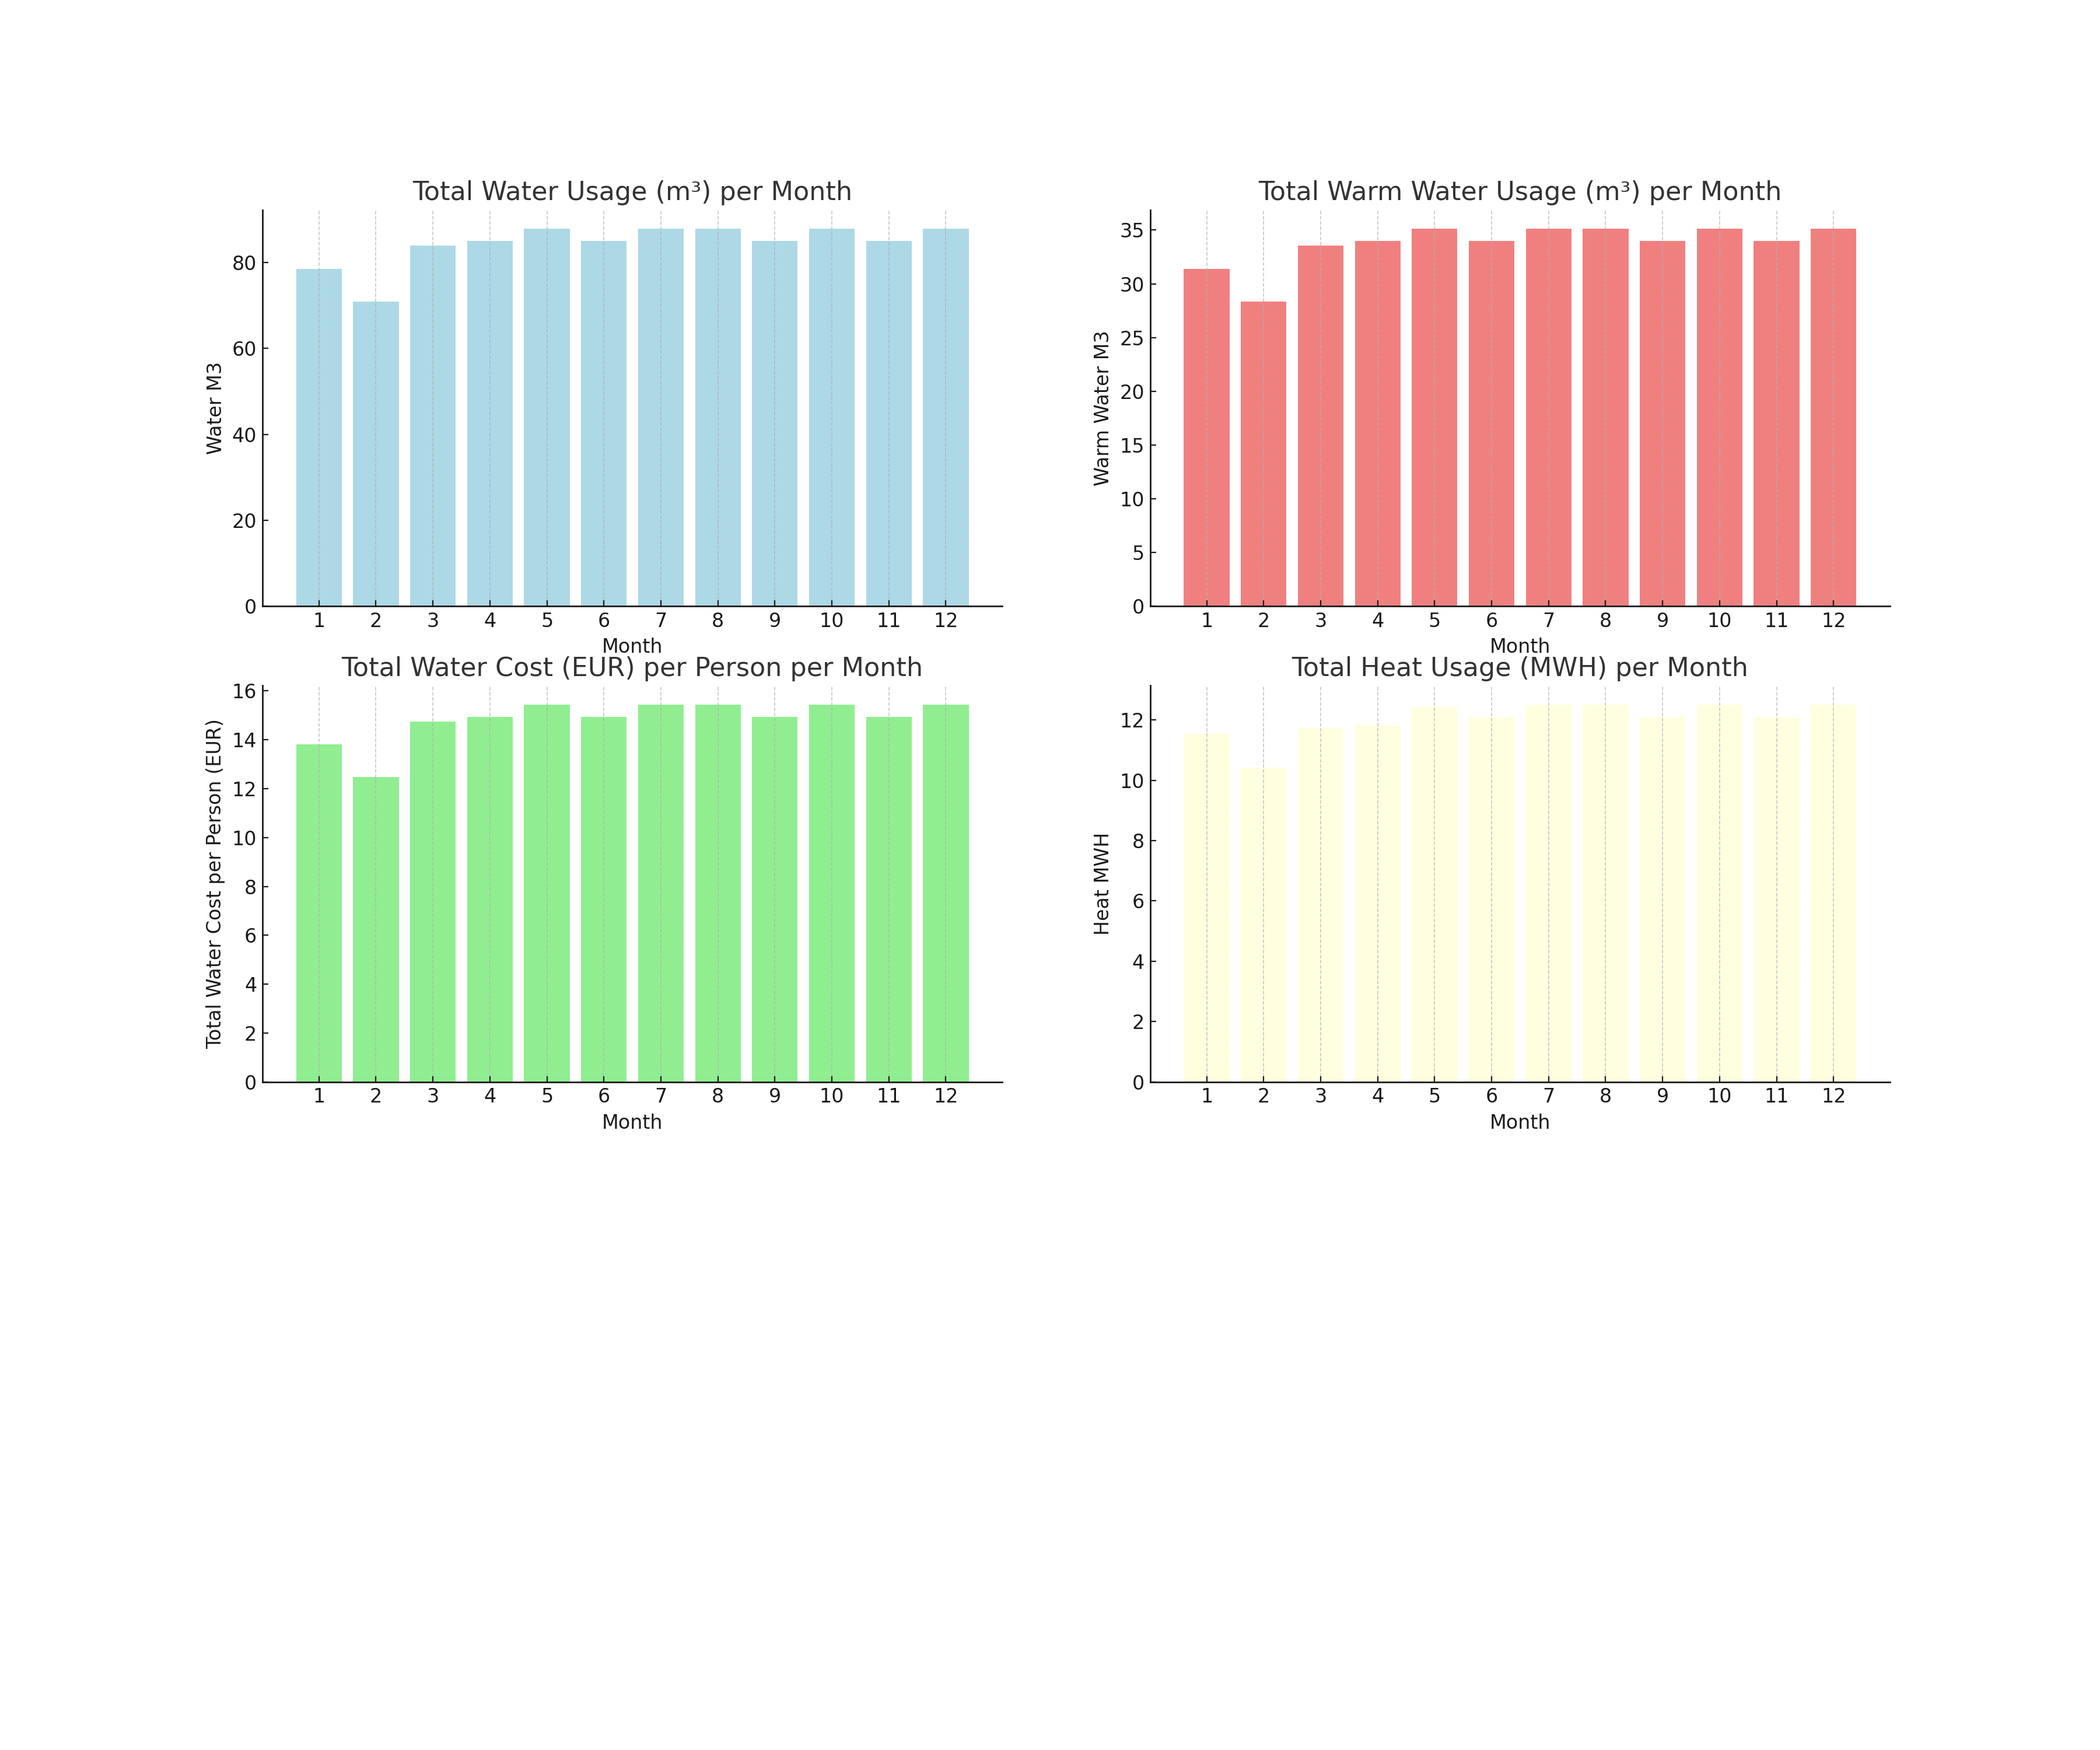 Total Water Usage (m³) per Month
Water M3
80
60
40
20
0
1 2 3 4 5 6 7 8 9 10 11 12
Month
Total Warm Water Usage (m³) per Month
Warm Water M3
35
30
25
20
15
10
5
0
1 2 3 4 5 6 7 8 9 10 11 12
Month
Total Water Cost (EUR) per Person per Month
Total Water Cost per Person (EUR)
16
14
12
10
8
6
4
2
0
1 2 3 4 5 6 7 8 9 10 11 12
Month
Total Heat Usage (MWH) per Month
Heat MWH
12
10
8
6
4
2
0
1 2 3 4 5 6 7 8 9 10 11 12
Month